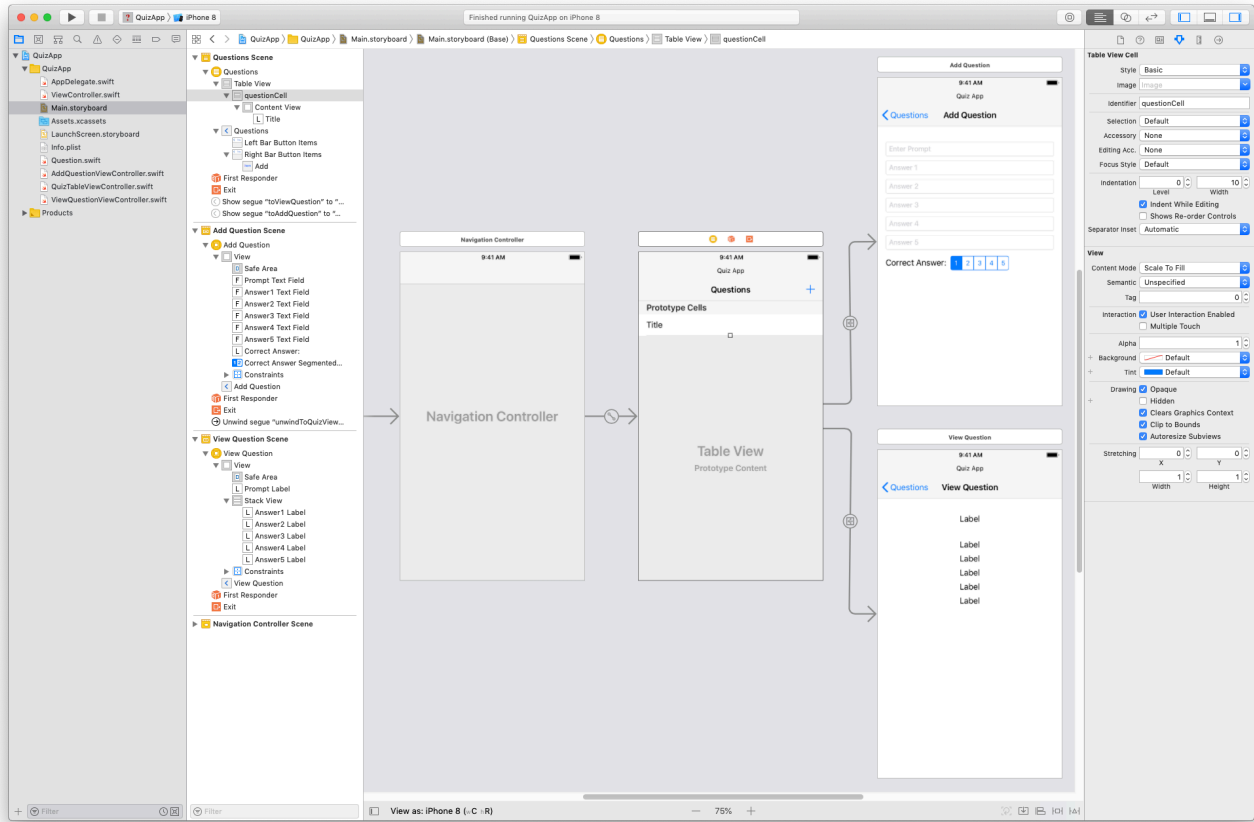 QuizApp iPhone 8
Finished running QuizApp on iPhone 8
QuizApp QuizApp Main.storyboard Main.storyboard (Base) Questions Scene Questions Table View questionCell
QuizApp
QuizApp
AppDelegate.swift
ViewController.swift
Main.storyboard
Assets.xcassets
LaunchScreen.storyboard
Info.plist
Question.swift
AddQuestionViewController.swift
QuizTableViewController.swift
ViewQuestionViewController.swift
Products
Filter
Questions Scene
Questions
Table View
questionCell
Content View
L Title
Questions
Left Bar Button Items
Right Bar Button Items
Add
First Responder
Exit
Show segue "toViewQuestion" to "...
Show segue "toAddQuestion" to "...
Add Question Scene
Add Question
View
Safe Area
F Prompt Text Field
F Answer1 Text Field
F Answer2 Text Field
F Answer3 Text Field
F Answer4 Text Field
F Answer5 Text Field
L Correct Answer:
Correct Answer Segmented...
Constraints
Add Question
First Responder
Exit
Unwind segue "unwindToQuizView...
View Question Scene
View Question
View
Safe Area
L Prompt Label
Stack View
L Answer1 Label
L Answer2 Label
L Answer3 Label
L Answer4 Label
L Answer5 Label
Constraints
View Question
First Responder
Exit
Navigation Controller Scene
Filter
Navigation Controller
9:41 AM
Navigation Controller
9:41 AM
Quiz App
Questions +
Prototype Cells
Title
Table View
Prototype Content
Add Question
9:41 AM
Quiz App
Questions Add Question
Enter Prompt
Answer 1
Answer 2
Answer 3
Answer 4
Answer 5
Correct Answer: 1 2 3 4 5
View Question
9:41 AM
Quiz App
Questions View Question
Label
Label
Label
Label
Label
Label
View as: iPhone 8 (wC hR)
— 75% +
Table View Cell
Style Basic
Image Image
Identifier questionCell
Selection Default
Accessory None
Editing Acc. None
Focus Style Default
Indentation 0 10
Level Width
Indent While Editing
Shows Re-order Controls
Separator Inset Automatic
View
Content Mode Scale To Fill
Semantic Unspecified
Tag 0
Interaction User Interaction Enabled
Multiple Touch
Alpha 1
+ Background Default
+ Tint Default
Drawing Opaque
+ Hidden
Clears Graphics Context
Clip to Bounds
Autoresize Subviews
Stretching 0 0
X Y
1 1
Width Height